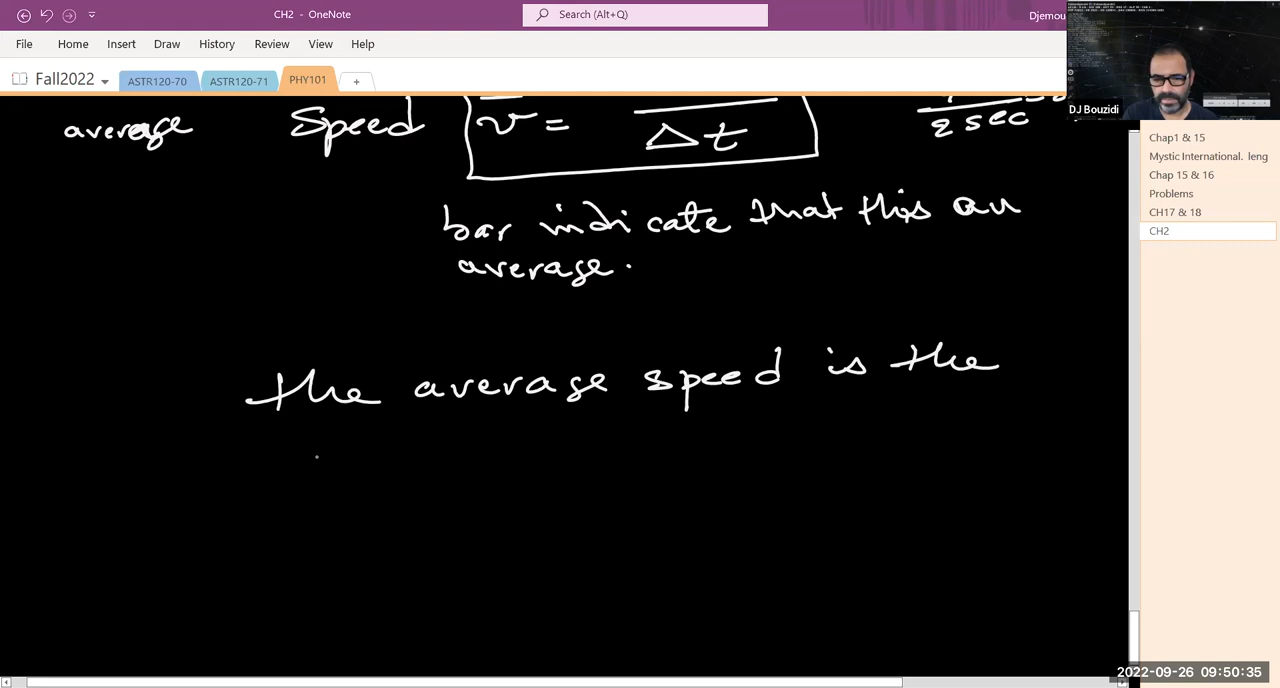 CH2 - OneNote
Search (Alt+Q)
Djemou
File Home Insert Draw History Review View Help
Fall2022
ASTR120-70
ASTR120-71
PHY101
DJ Bouzidi
average Speed v = Δt
2 sec
bar indicate that this an
average.
the average speed is the
Chap1 & 15
Mystic International. leng
Chap 15 & 16
Problems
CH17 & 18
CH2
2022-09-26 09:50:35